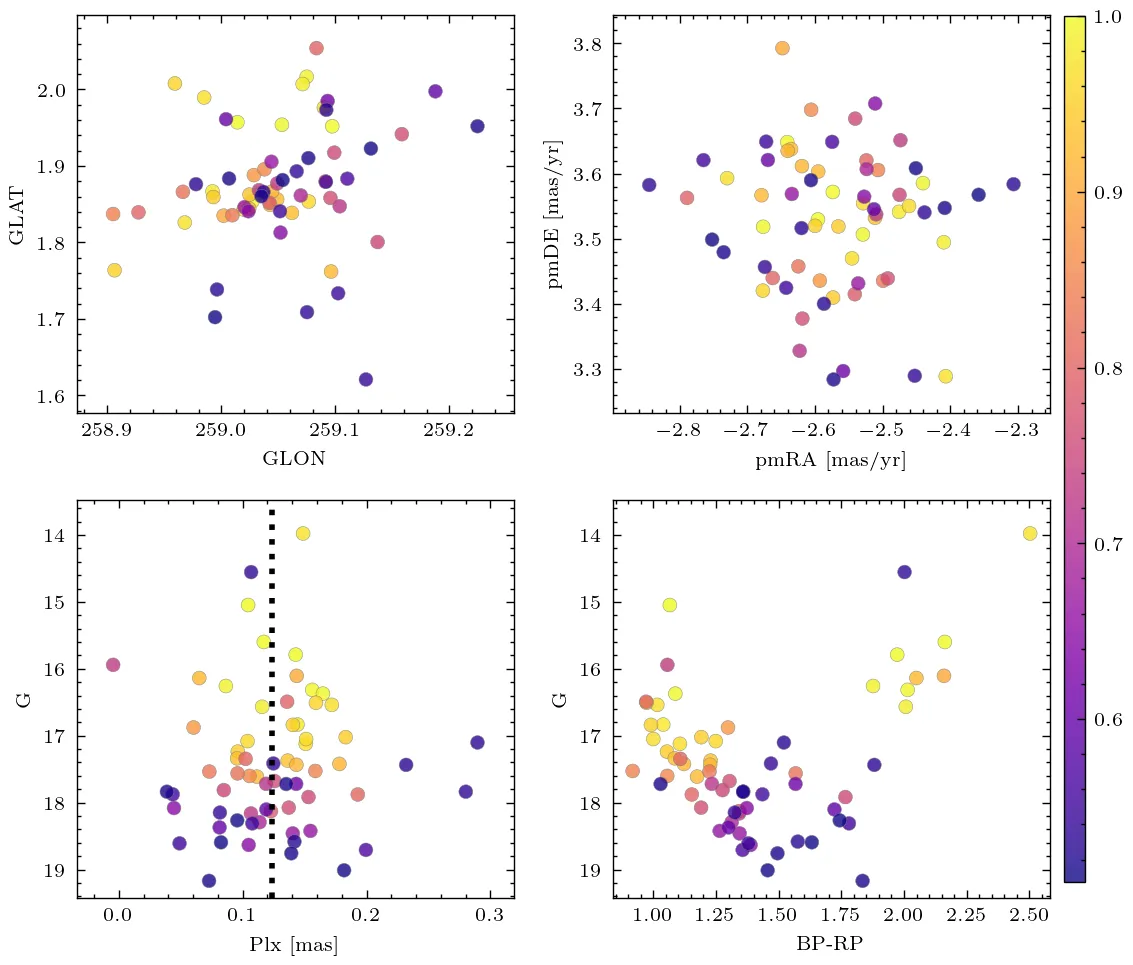 2.0
1.9
1.8
1.7
1.6
GLAT
258.9 259.0 259.1 259.2
GLON
3.8
3.7
3.6
3.5
3.4
3.3
pmDE [mas/yr]
−2.8 −2.7 −2.6 −2.5 −2.4 −2.3
pmRA [mas/yr]
14
15
16
17
18
19
G
0.0 0.1 0.2 0.3
Plx [mas]
14
15
16
17
18
19
G
1.00 1.25 1.50 1.75 2.00 2.25 2.50
BP-RP
1.0
0.9
0.8
0.7
0.6